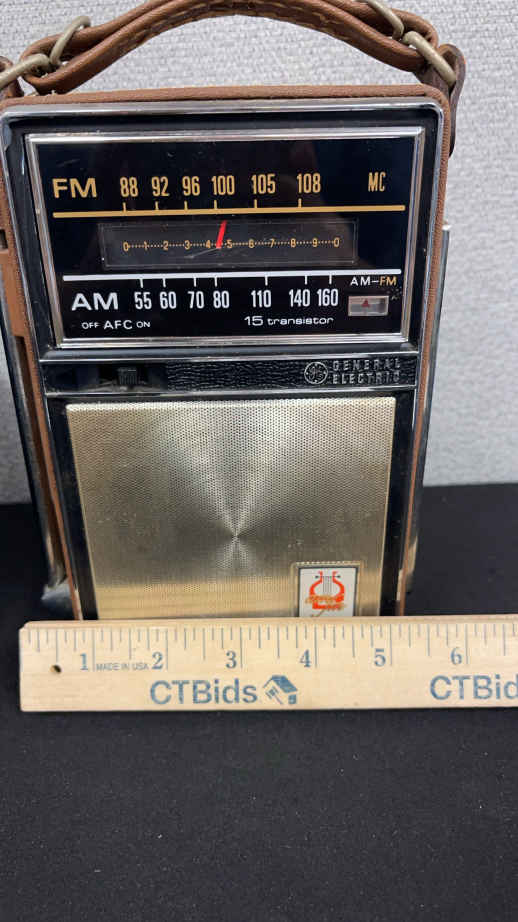 FM 88 92 96 100 105 108 MC
0 1 2 3 4 5 6 7 8 9 0
AM-FM
AM 55 60 70 80 110 140 160
OFF AFC ON 15 transistor
GENERAL
ELECTRIC
1 MADE IN USA 2 3 4 5 6
CTBids CTBid